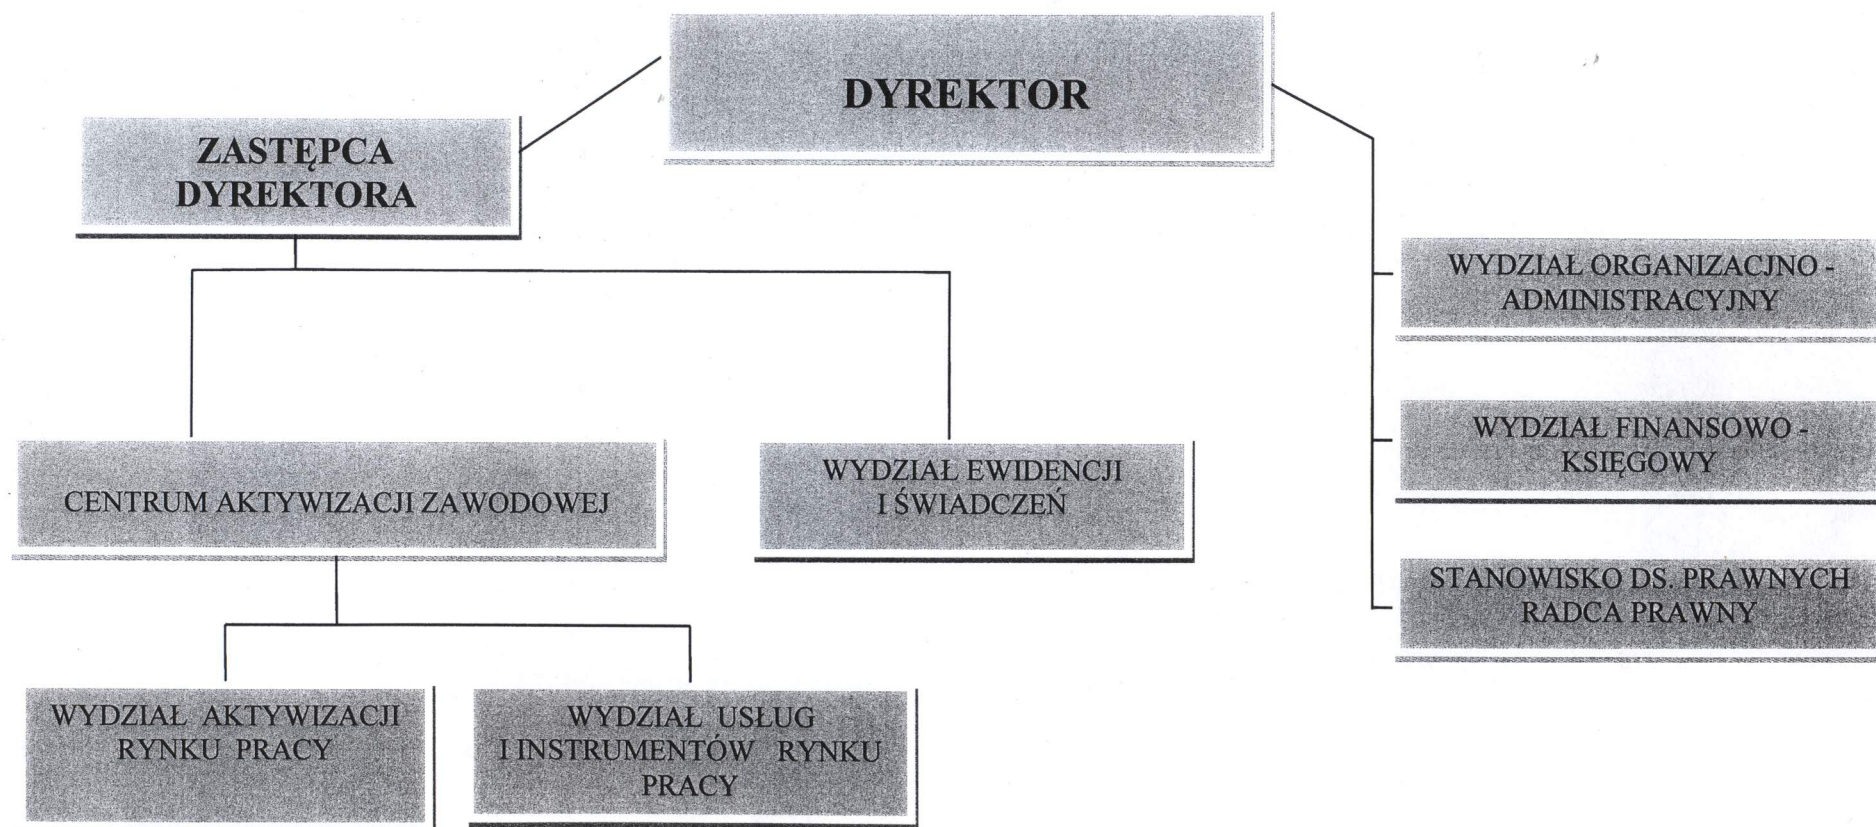 DYREKTOR
ZASTĘPCA
DYREKTORA
WYDZIAŁ ORGANIZACJNO -
ADMINISTRACYJNY
WYDZIAŁ FINANSOWO -
KSIĘGOWY
STANOWISKO DS. PRAWNYCH
RADCA PRAWNY
CENTRUM AKTYWIZACJI ZAWODOWEJ
WYDZIAŁ EWIDENCJI
I ŚWIADCZEŃ
WYDZIAŁ AKTYWIZACJI
RYNKU PRACY
WYDZIAŁ USŁUG
I INSTRUMENTÓW RYNKU
PRACY